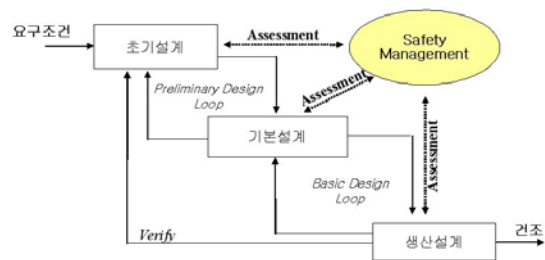 요구조건
초기설계
Assessment
Safety
Management
Preliminary Design
Loop
Assessment
기본설계
Assessment
Basic Design
Loop
Verify
생산설계
건조